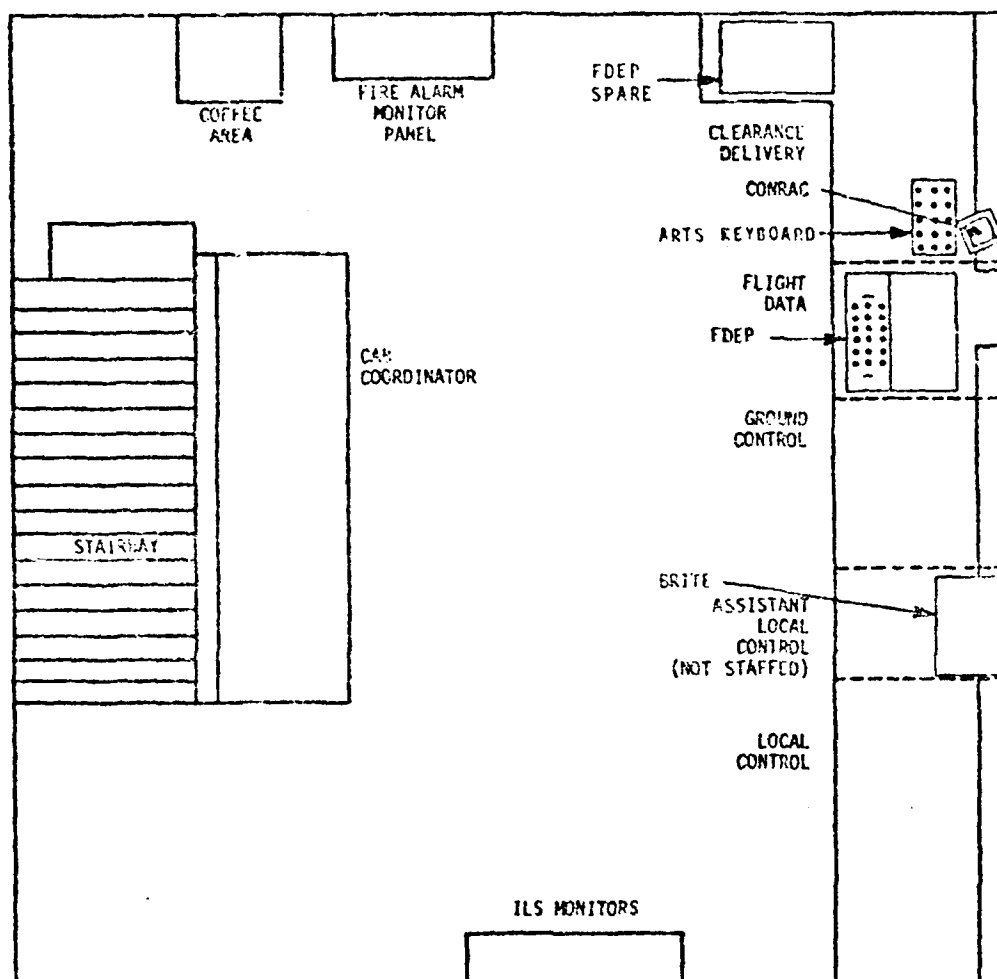 COFFEE
AREA
FIRE ALARM
MONITOR
PANEL
FDEP
SPARE
CLEARANCE
DELIVERY
CONRAC
ARTS KEYBOARD
FLIGHT
DATA
FDEP
CAB
COORDINATOR
GROUND
CONTROL
STAIRWAY
BRITE
ASSISTANT
LOCAL
CONTROL
(NOT STAFFED)
LOCAL
CONTROL
ILS MONITORS